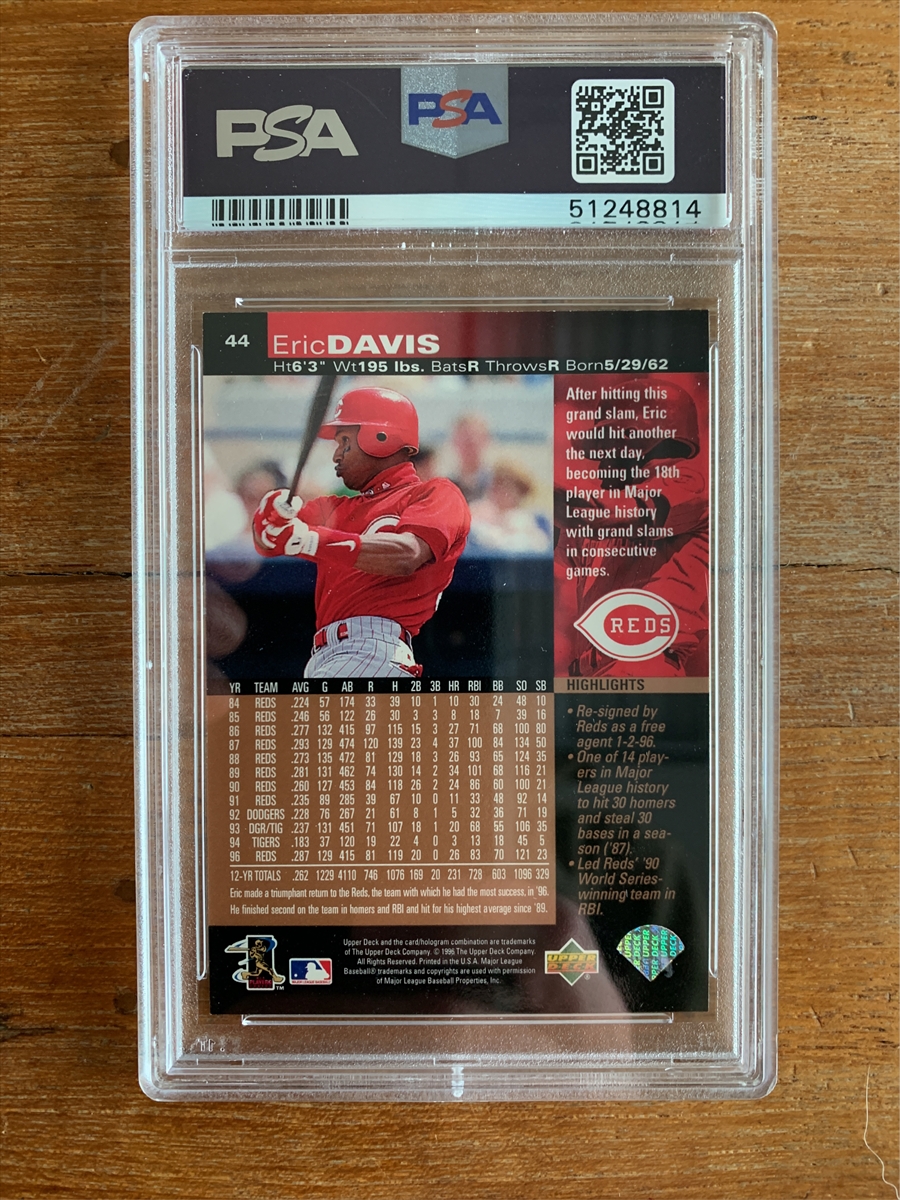 PSA
PSA
51248814
44
Eric DAVIS
Ht6'3" Wt195 lbs. BatsR ThrowsR Born5/29/62
After hitting this
grand slam, Eric
would hit another
the next day,
becoming the 18th
player in Major
League history
with grand slams
in consecutive
games.
REDS
YR TEAM AVG G AB R H 2B 3B HR RBI BB SO SB
84 REDS .224 57 174 33 39 10 1 10 30 24 48 10
85 REDS .246 56 122 26 30 3 3 8 18 7 39 16
86 REDS .277 132 415 97 115 15 3 27 71 68 100 80
87 REDS .293 129 474 120 139 23 4 37 100 84 134 50
88 REDS .273 135 472 81 129 18 3 26 93 65 124 35
89 REDS .281 131 462 74 130 14 2 34 101 68 116 21
90 REDS .260 127 453 84 118 26 2 24 86 60 100 21
91 REDS .235 89 285 39 67 10 0 11 33 48 92 14
92 DODGERS .228 76 267 21 61 8 1 5 32 36 71 19
93 DGR/TIG .237 131 451 71 107 18 1 20 68 55 106 35
94 TIGERS .183 37 120 19 22 4 0 3 13 18 45 5
96 REDS .287 129 415 81 119 20 0 26 83 70 121 23
12-YR TOTALS .262 1229 4110 746 1076 169 20 231 728 603 1096 329
Eric made a triumphant return to the Reds, the team with which he had the most success, in '96.
He finished second on the team in homers and RBI and hit for his highest average since '89.
HIGHLIGHTS
• Re-signed by
Reds as a free
agent 1-2-96.
• One of 14 play-
ers in Major
League history
to hit 30 homers
and steal 30
bases in a sea-
son ('87).
• Led Reds' '90
World Series-
winning team in
RBI.
Upper Deck and the card/hologram combination are trademarks
of The Upper Deck Company. © 1996 The Upper Deck Company.
All Rights Reserved. Printed in U.S.A. Major League
Baseball® trademarks and copyrights are used with permission
of Major League Baseball Properties, Inc.
TM
UPPER
DECK
UPPER
DECK